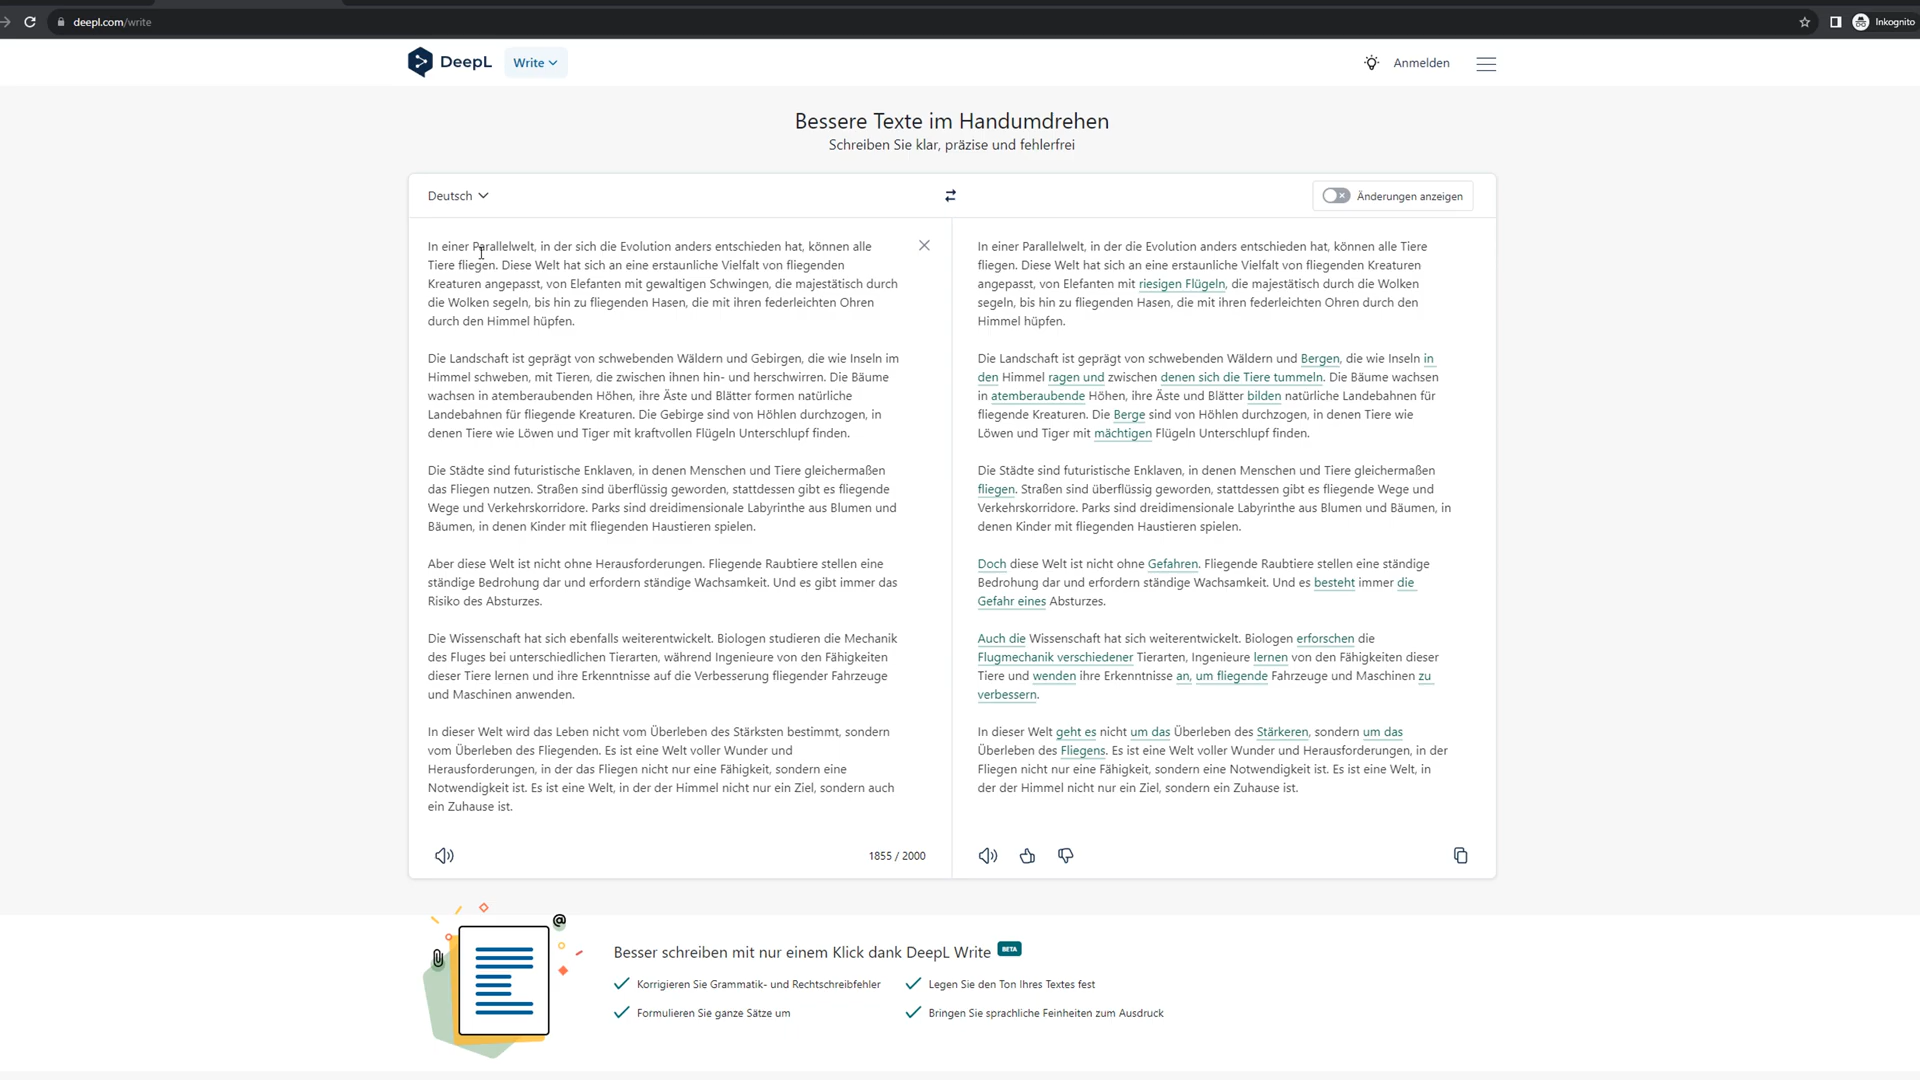 deepl.com/write
Inkognito
DeepL
Write
Anmelden
Bessere Texte im Handumdrehen
Schreiben Sie klar, präzise und fehlerfrei
Deutsch
Änderungen anzeigen
In einer Parallelwelt, in der sich die Evolution anders entschieden hat, können alle
Tiere fliegen. Diese Welt hat sich an eine erstaunliche Vielfalt von fliegenden
Kreaturen angepasst, von Elefanten mit gewaltigen Schwingen, die majestätisch durch
die Wolken segeln, bis hin zu fliegenden Hasen, die mit ihren federleichten Ohren
durch den Himmel hüpfen.
Die Landschaft ist geprägt von schwebenden Wäldern und Gebirgen, die wie Inseln im
Himmel schweben, mit Tieren, die zwischen ihnen hin- und herschwirren. Die Bäume
wachsen in atemberaubenden Höhen, ihre Äste und Blätter formen natürliche
Landebahnen für fliegende Kreaturen. Die Gebirge sind von Höhlen durchzogen, in
denen Tiere wie Löwen und Tiger mit kraftvollen Flügeln Unterschlupf finden.
Die Städte sind futuristische Enklaven, in denen Menschen und Tiere gleichermaßen
das Fliegen nutzen. Straßen sind überflüssig geworden, stattdessen gibt es fliegende
Wege und Verkehrskorridore. Parks sind dreidimensionale Labyrinthe aus Blumen und
Bäumen, in denen Kinder mit fliegenden Haustieren spielen.
Aber diese Welt ist nicht ohne Herausforderungen. Fliegende Raubtiere stellen eine
ständige Bedrohung dar und erfordern ständige Wachsamkeit. Und es gibt immer das
Risiko des Absturzes.
Die Wissenschaft hat sich ebenfalls weiterentwickelt. Biologen studieren die Mechanik
des Fluges bei unterschiedlichen Tierarten, während Ingenieure von den Fähigkeiten
dieser Tiere lernen und ihre Erkenntnisse auf die Verbesserung fliegender Fahrzeuge
und Maschinen anwenden.
In dieser Welt wird das Leben nicht vom Überleben des Stärksten bestimmt, sondern
vom Überleben des Fliegenden. Es ist eine Welt voller Wunder und
Herausforderungen, in der das Fliegen nicht nur eine Fähigkeit, sondern eine
Notwendigkeit ist. Es ist eine Welt, in der der Himmel nicht nur ein Ziel, sondern auch
ein Zuhause ist.
1855 / 2000
In einer Parallelwelt, in der die Evolution anders entschieden hat, können alle Tiere
fliegen. Diese Welt hat sich an eine erstaunliche Vielfalt von fliegenden Kreaturen
angepasst, von Elefanten mit riesigen Flügeln, die majestätisch durch die Wolken
segeln, bis hin zu fliegenden Hasen, die mit ihren federleichten Ohren durch den
Himmel hüpfen.
Die Landschaft ist geprägt von schwebenden Wäldern und Bergen, die wie Inseln in
den Himmel ragen und zwischen denen sich die Tiere tummeln. Die Bäume wachsen
in atemberaubende Höhen, ihre Äste und Blätter bilden natürliche Landebahnen für
fliegende Kreaturen. Die Berge sind von Höhlen durchzogen, in denen Tiere wie
Löwen und Tiger mit mächtigen Flügeln Unterschlupf finden.
Die Städte sind futuristische Enklaven, in denen Menschen und Tiere gleichermaßen
fliegen. Straßen sind überflüssig geworden, stattdessen gibt es fliegende Wege und
Verkehrskorridore. Parks sind dreidimensionale Labyrinthe aus Blumen und Bäumen, in
denen Kinder mit fliegenden Haustieren spielen.
Doch diese Welt ist nicht ohne Gefahren. Fliegende Raubtiere stellen eine ständige
Bedrohung dar und erfordern ständige Wachsamkeit. Und es besteht immer die
Gefahr eines Absturzes.
Auch die Wissenschaft hat sich weiterentwickelt. Biologen erforschen die
Flugmechanik verschiedener Tierarten, Ingenieure lernen von den Fähigkeiten dieser
Tiere und wenden ihre Erkenntnisse an, um fliegende Fahrzeuge und Maschinen zu
verbessern.
In dieser Welt geht es nicht um das Überleben des Stärkeren, sondern um das
Überleben des Fliegens. Es ist eine Welt voller Wunder und Herausforderungen, in der
Fliegen nicht nur eine Fähigkeit, sondern eine Notwendigkeit ist. Es ist eine Welt, in
der der Himmel nicht nur ein Ziel, sondern ein Zuhause ist.
Besser schreiben mit nur einem Klick dank DeepL Write BETA
Korrigieren Sie Grammatik- und Rechtschreibfehler
Legen Sie den Ton Ihres Textes fest
Formulieren Sie ganze Sätze um
Bringen Sie sprachliche Feinheiten zum Ausdruck